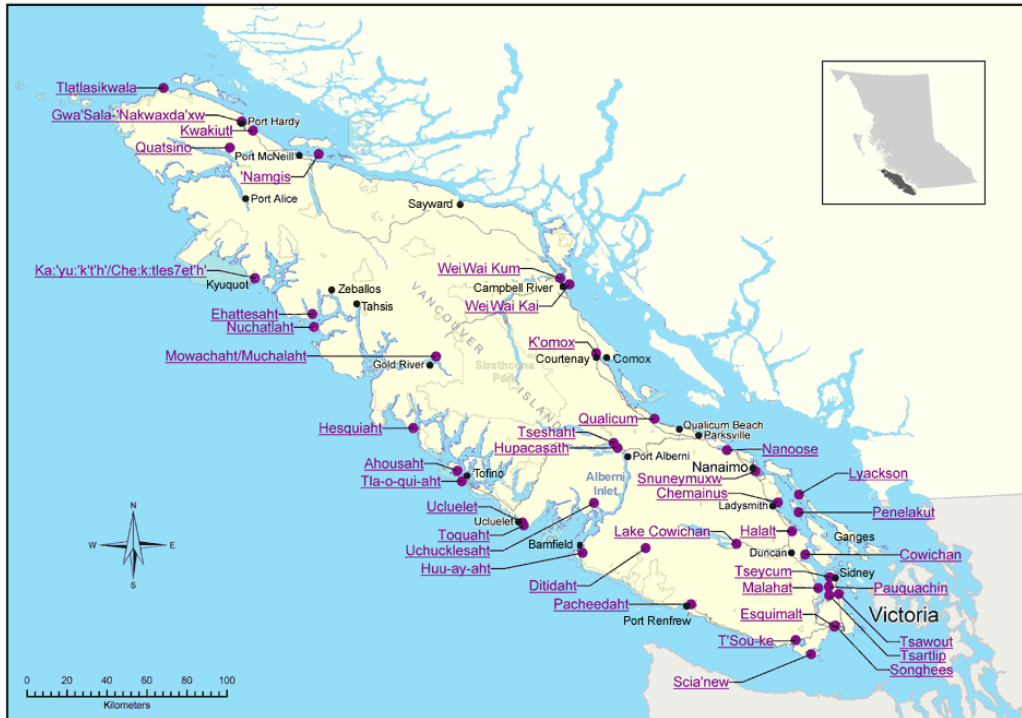 Tlatlasikwala
Gwa'Sala-'Nakwaxda'xw
Port Hardy
Kwakiutl
Quatsino
Port McNeill
'Namgis
Port Alice
Sayward
Ka:'yu:'k't'h'/Che:k:tles7et'h'
Kyuquot
Wei Wai Kum
Campbell River
Wei Wai Kai
Zeballos
Tahsis
Ehattesaht
Nuchatlaht
VANCOUVER ISLAND
K'omox
Courtenay
Comox
Mowachaht/Muchalaht
Gold River
Strathcona
Park
Qualicum
Qualicum Beach
Parksville
Hesquiaht
Tseshaht
Hupacasath
Port Alberni
Nanoose
Ahousaht
Tofino
Tla-o-qui-aht
Alberni
Inlet
Nanaimo
Snuneymuxw
Lyackson
Chemainus
Ladysmith
Penelakut
Ucluelet
Ucluelet
Toquaht
Uchucklesaht
Bamfield
Huu-ay-aht
Lake Cowichan
Halalt
Ganges
Duncan
Cowichan
Ditidaht
Tseycum
Sidney
Malahat
Pauquachin
Pacheedaht
Port Renfrew
Esquimalt
Victoria
T'Sou-ke
Tsawout
Tsartlip
Songhees
Scia'new
N
W
E
S
0 20 40 60 80 100
Kilometers